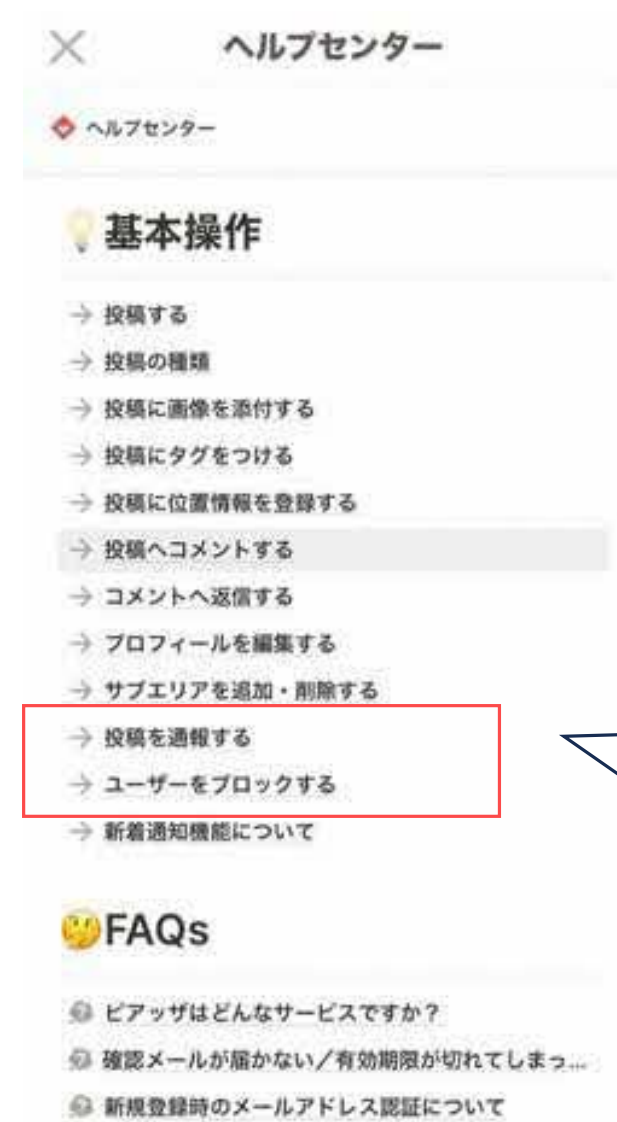 ヘルプセンター
ヘルプセンター
基本操作
投稿する
投稿の種類
投稿に画像を添付する
投稿にタグをつける
投稿に位置情報を登録する
投稿へコメントする
コメントへ返信する
プロフィールを編集する
サブエリアを追加・削除する
投稿を通報する
ユーザーをブロックする
新着通知機能について
FAQs
ピアッザはどんなサービスですか？
確認メールが届かない／有効期限が切れてしまっ...
新規登録時のメールアドレス認証について